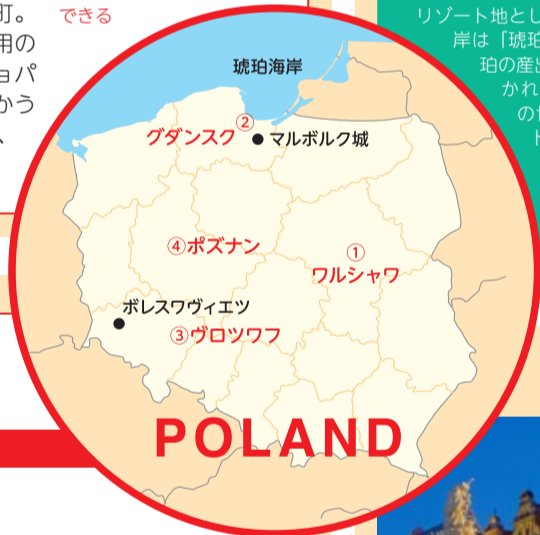 町。
できる
用の
ョパ
かう
、
リゾート地とし
岸は「琥珀
珀の産出
かれ
の
琥珀海岸
②
グダンスク
マルボルク城
④ポズナン
①
ワルシャワ
ボレスワヴィエツ
③ヴロツワフ
POLAND